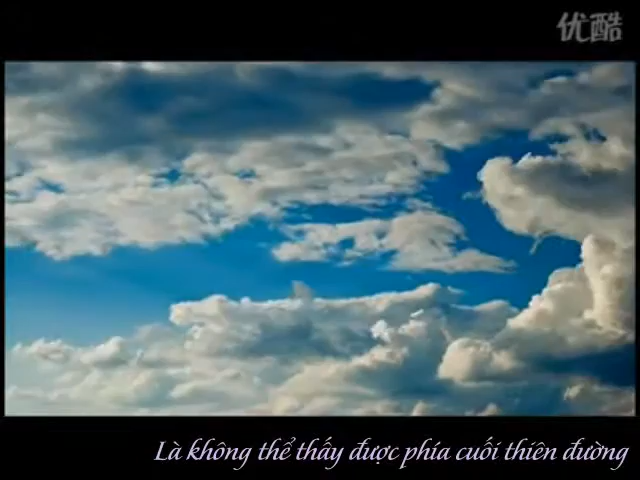 优酷
Là không thể thấy được phía cuối thiên đường